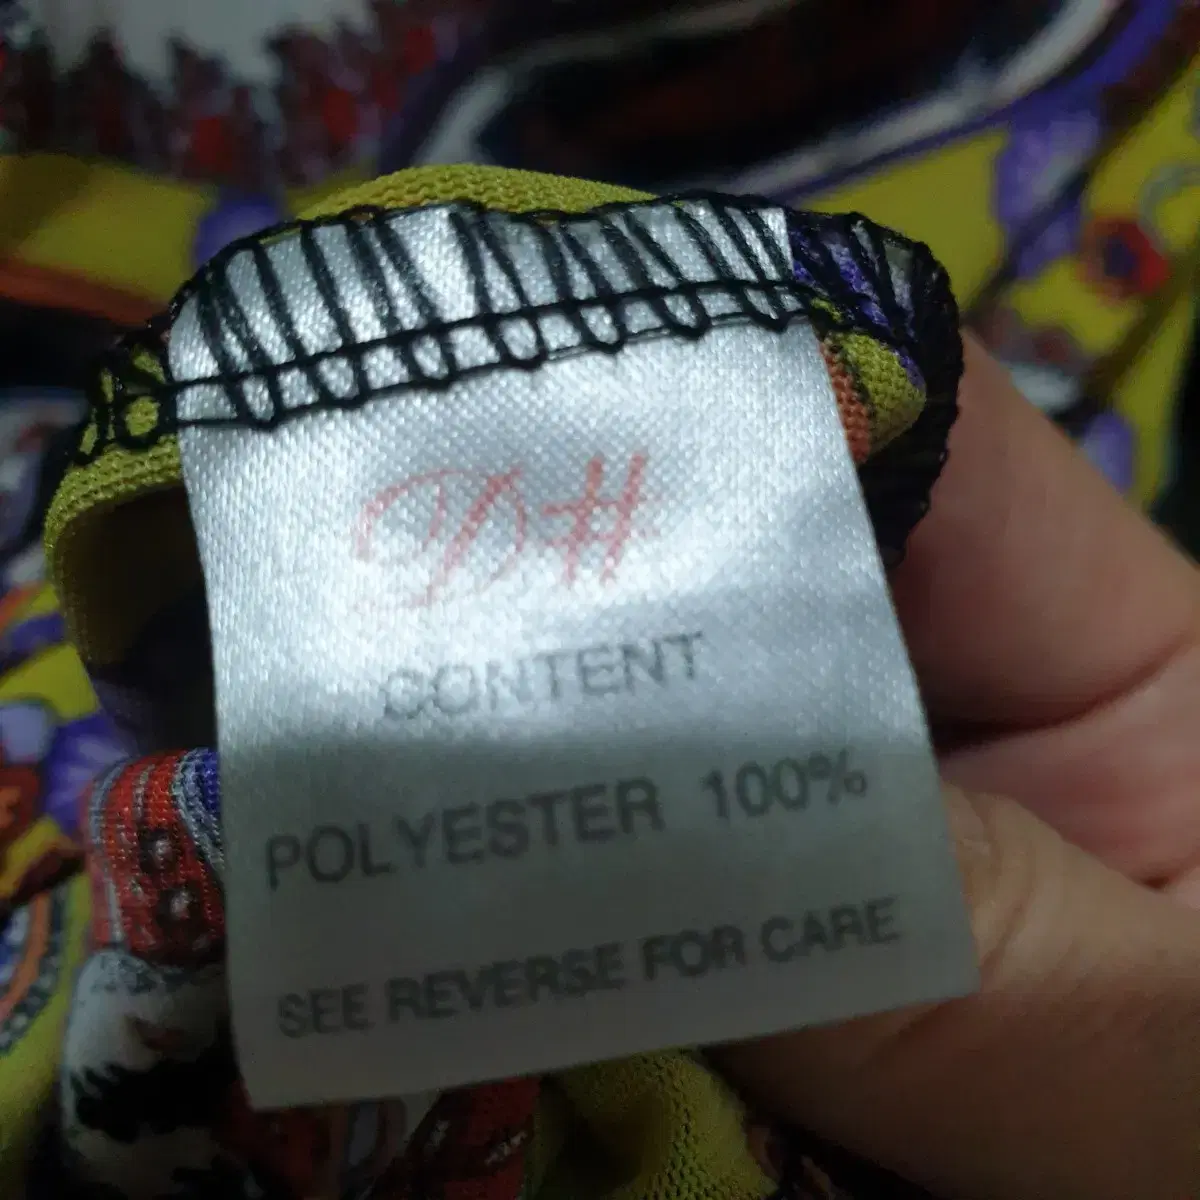 DH
CONTENT
POLYESTER 100%
SEE REVERSE FOR CARE